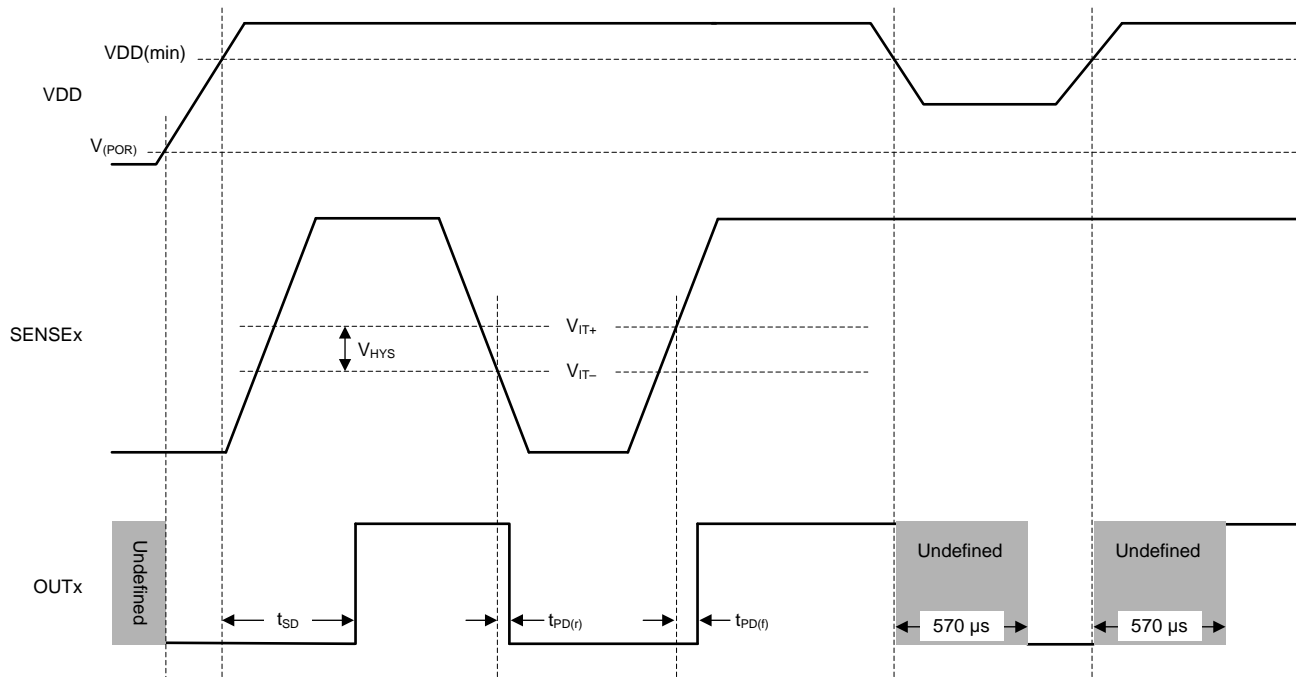 VDD(min)
VDD
V(POR)
SENSEx
VIT+
VHYS
VIT–
Undefined
Undefined
Undefined
OUTx
tSD
tPD(r)
tPD(f)
570 µs
570 µs